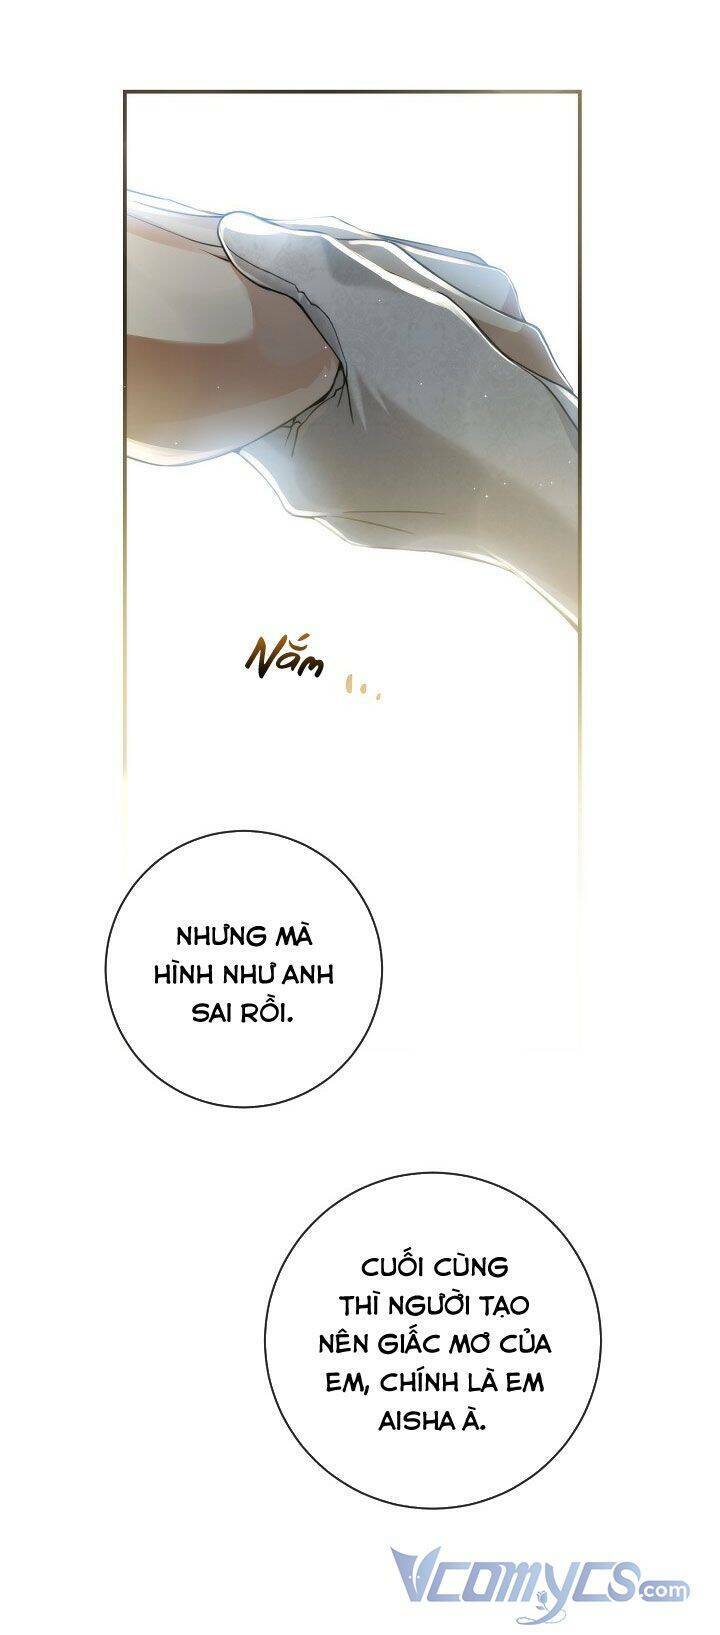 Nắm ...
NHƯNG MÀ
HÌNH NHƯ ANH
SAI RỒI.
CUỐI CÙNG
THÌ NGƯỜI TẠO
NÊN GIẤC MƠ CỦA
EM, CHÍNH LÀ EM
AISHA À.
VCOMYCS.com